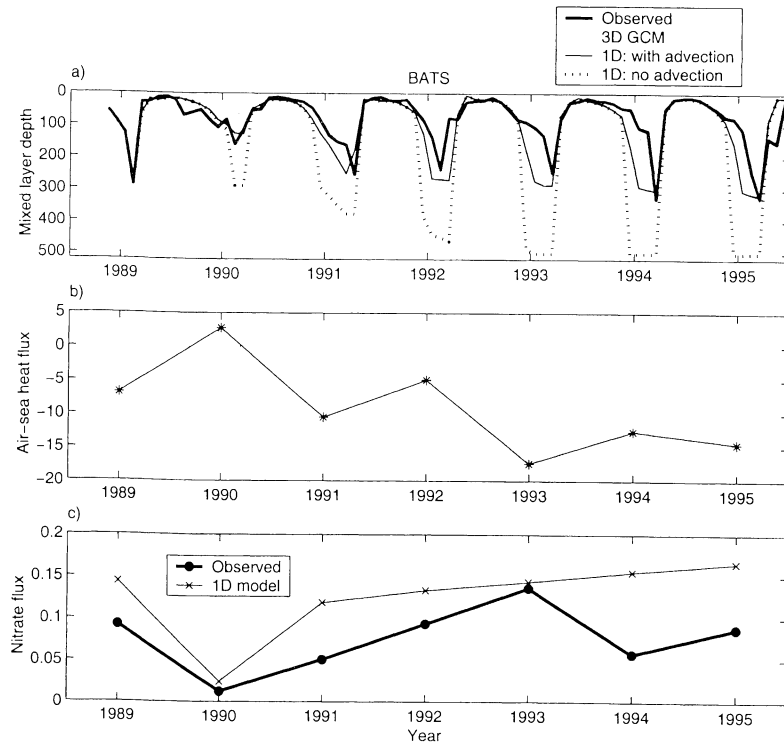 Observed
3D GCM
1D: with advection
1D: no advection
a)
BATS
0
100
200
300
400
500
Mixed layer depth
1989
1990
1991
1992
1993
1994
1995
b)
5
0
−5
−10
−15
−20
Air−sea heat flux
1989
1990
1991
1992
1993
1994
1995
c)
0.2
0.15
0.1
0.05
0
Nitrate flux
Observed
1D model
1989
1990
1991
1992
1993
1994
1995
Year